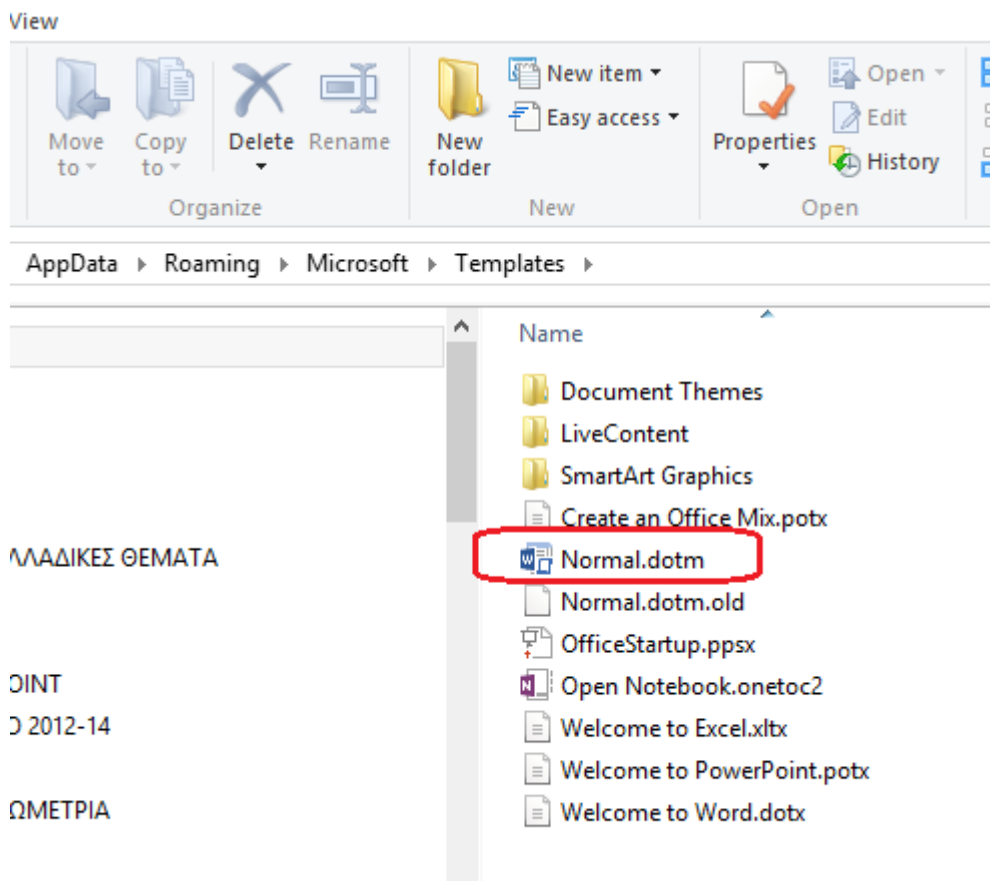 View
Move to
Copy to
Delete
Rename
New folder
New item
Easy access
Properties
Open
Edit
History
Organize
New
Open
AppData
Roaming
Microsoft
Templates
Name
Document Themes
LiveContent
SmartArt Graphics
Create an Office Mix.potx
ΛΛΑΔΙΚΕΣ ΘΕΜΑΤΑ
Normal.dotm
Normal.dotm.old
OfficeStartup.ppsx
OINT
Open Notebook.onetoc2
Ο 2012-14
Welcome to Excel.xltx
Welcome to PowerPoint.potx
ΩΜΕΤΡΙΑ
Welcome to Word.dotx